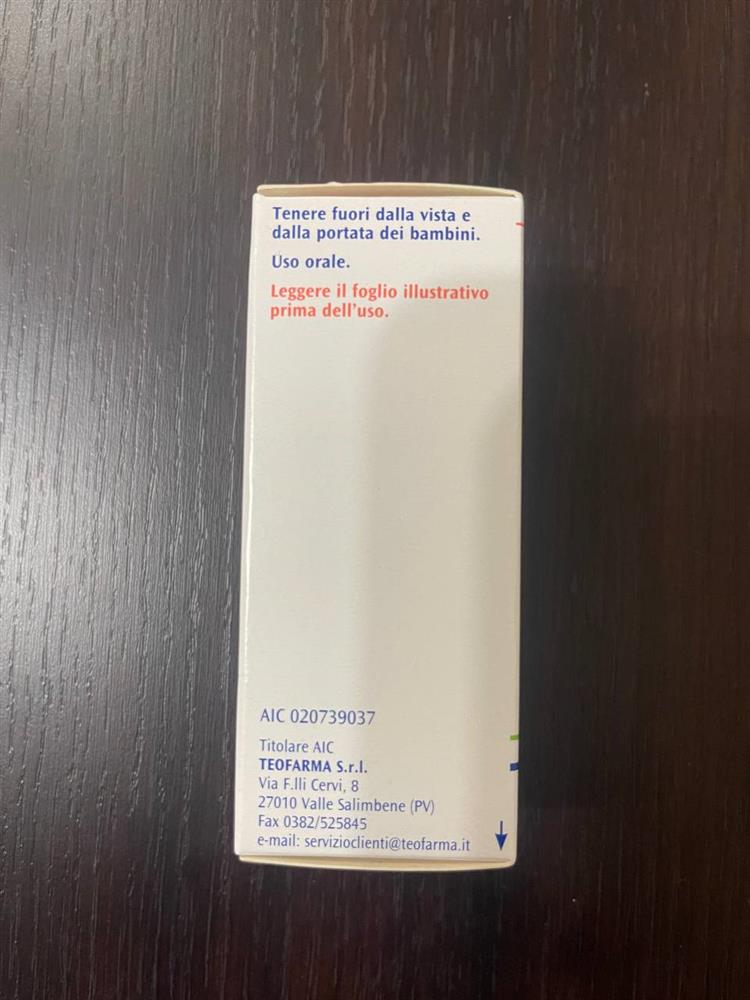 Tenere fuori dalla vista e
dalla portata dei bambini.
Uso orale.
Leggere il foglio illustrativo
prima dell'uso.
AIC 020739037
Titolare AIC
TEOFARMA S.r.l.
Via F.lli Cervi, 8
27010 Valle Salimbene (PV)
Fax 0382/525845
e-mail: servizioclienti@teofarma.it